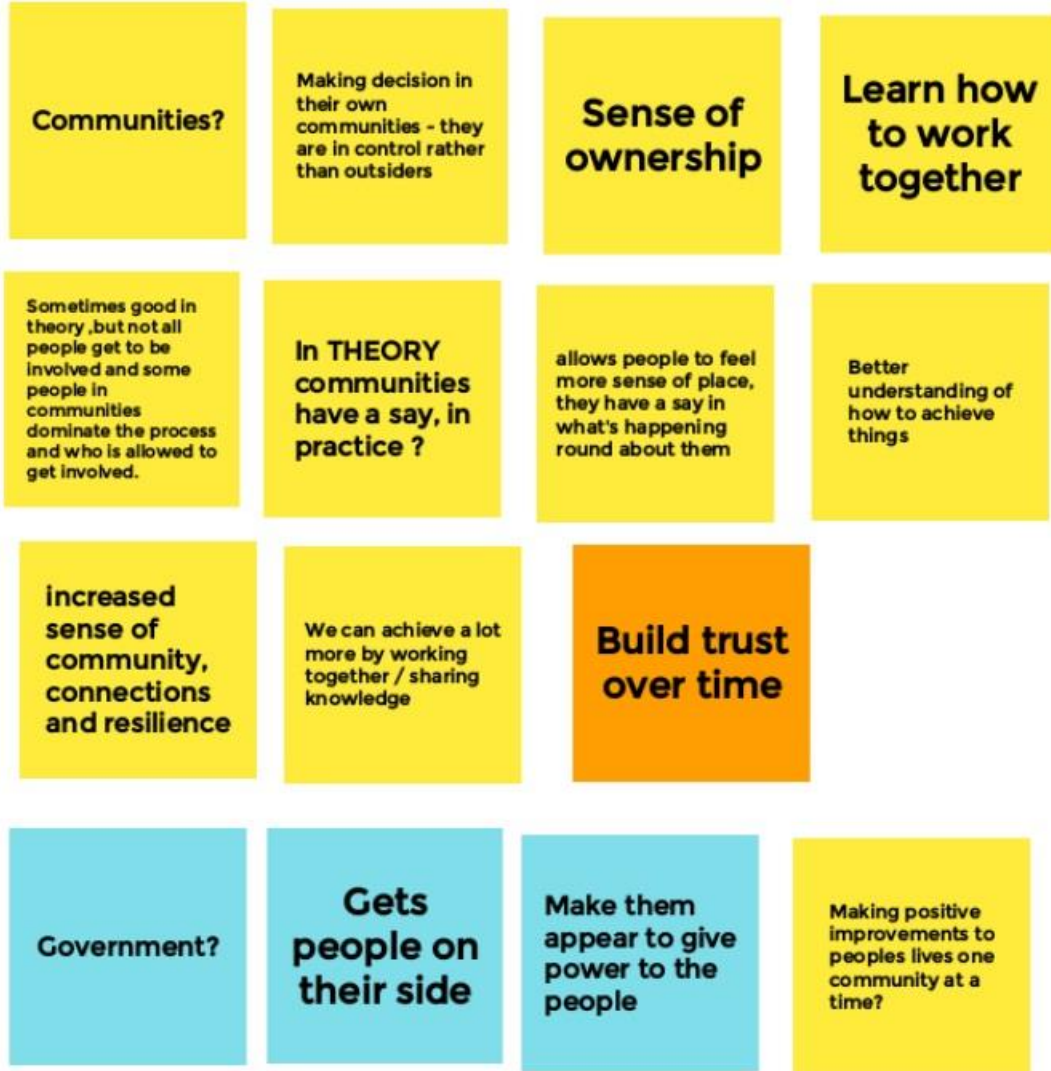 Communities?
Making decision in
their own
communities - they
are in control rather
than outsiders
Sense of
ownership
Learn how
to work
together
Sometimes good in
theory ,but not all
people get to be
involved and some
people in
communities
dominate the process
and who is allowed to
get involved.
In THEORY
communities
have a say, in
practice ?
allows people to feel
more sense of place,
they have a say in
what's happening
round about them
Better
understanding of
how to achieve
things
increased
sense of
community,
connections
and resilience
We can achieve a lot
more by working
together / sharing
knowledge
Build trust
over time
Government?
Gets
people on
their side
Make them
appear to give
power to the
people
Making positive
improvements to
peoples lives one
community at a
time?